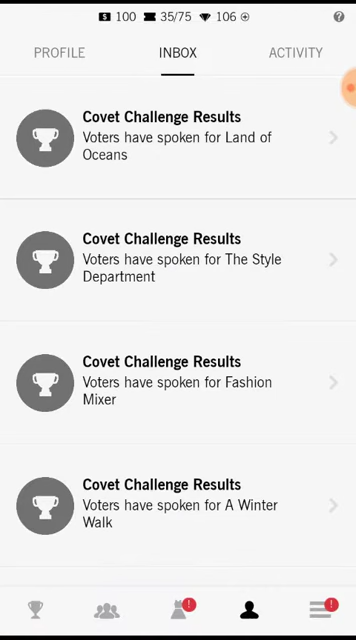 $ 100 35/75 106 ?
PROFILE INBOX ACTIVITY
Covet Challenge Results
Voters have spoken for Land of
Oceans
Covet Challenge Results
Voters have spoken for The Style
Department
Covet Challenge Results
Voters have spoken for Fashion
Mixer
Covet Challenge Results
Voters have spoken for A Winter
Walk
! !